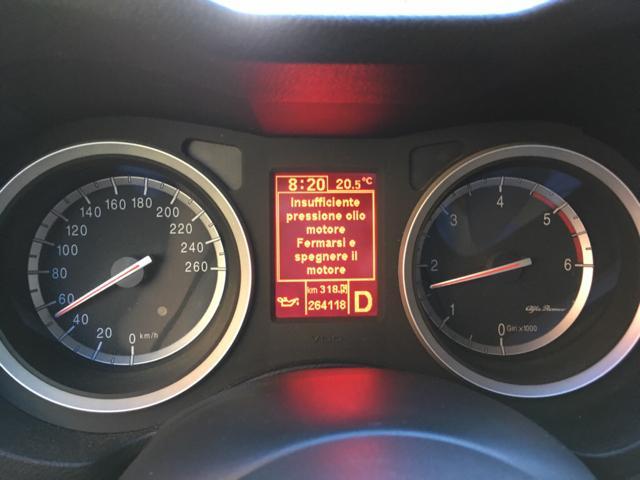 8:20 20.5°C
Insufficiente
pressione olio
motore
Fermarsi e
spegnere il
motore
km 318.
264118 D
0 20 40 60 80 100 120 140 160 180 200 220 240 260
km/h
0 1 2 3 4 5 6
Alfa Romeo
Giri x1000
VDO